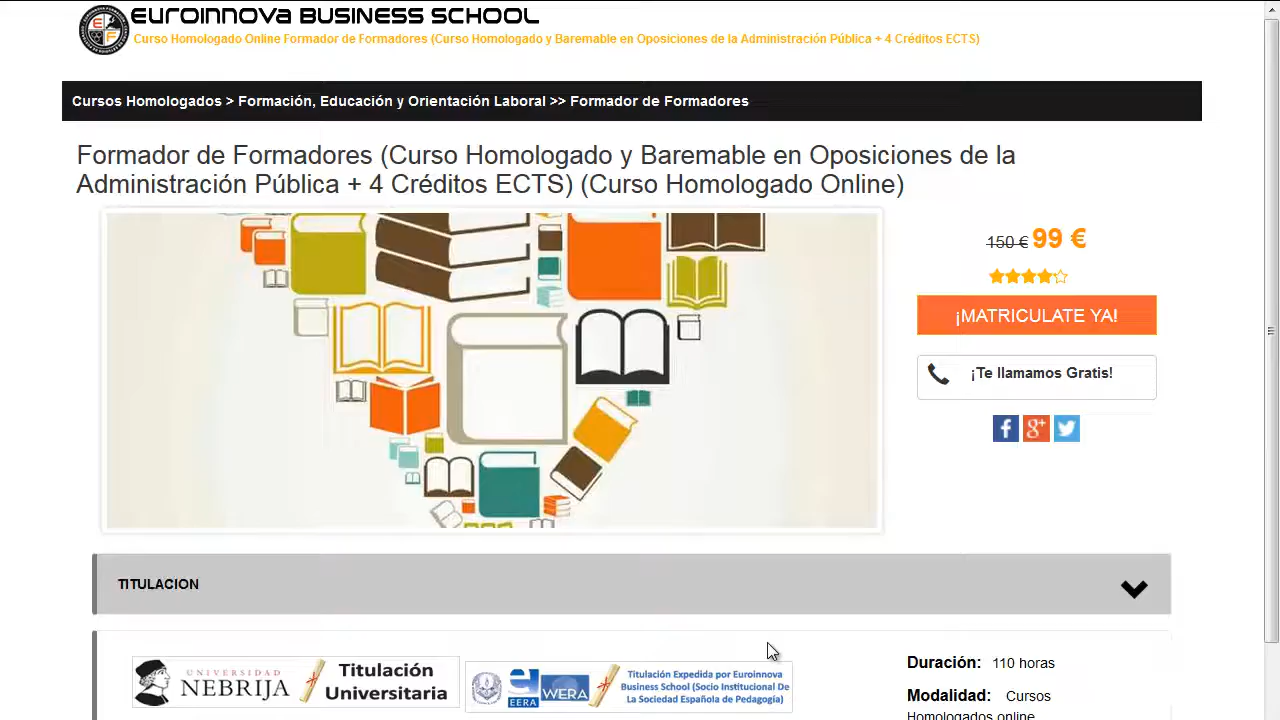 EUROINNOVA BUSINESS SCHOOL
Curso Homologado Online Formador de Formadores (Curso Homologado y Baremable en Oposiciones de la Administración Pública + 4 Créditos ECTS)
Cursos Homologados > Formación, Educación y Orientación Laboral >> Formador de Formadores
Formador de Formadores (Curso Homologado y Baremable en Oposiciones de la
Administración Pública + 4 Créditos ECTS) (Curso Homologado Online)
150 € 99 €
¡MATRICULATE YA!
¡Te llamamos Gratis!
TITULACION
UNIVERSIDAD
NEBRIJA
Titulación
Universitaria
EERA
WERA
Titulación Expedida por Euroinnova
Business School (Socio Institucional De
La Sociedad Española de Pedagogía)
Duración: 110 horas
Modalidad: Cursos
Homologados online